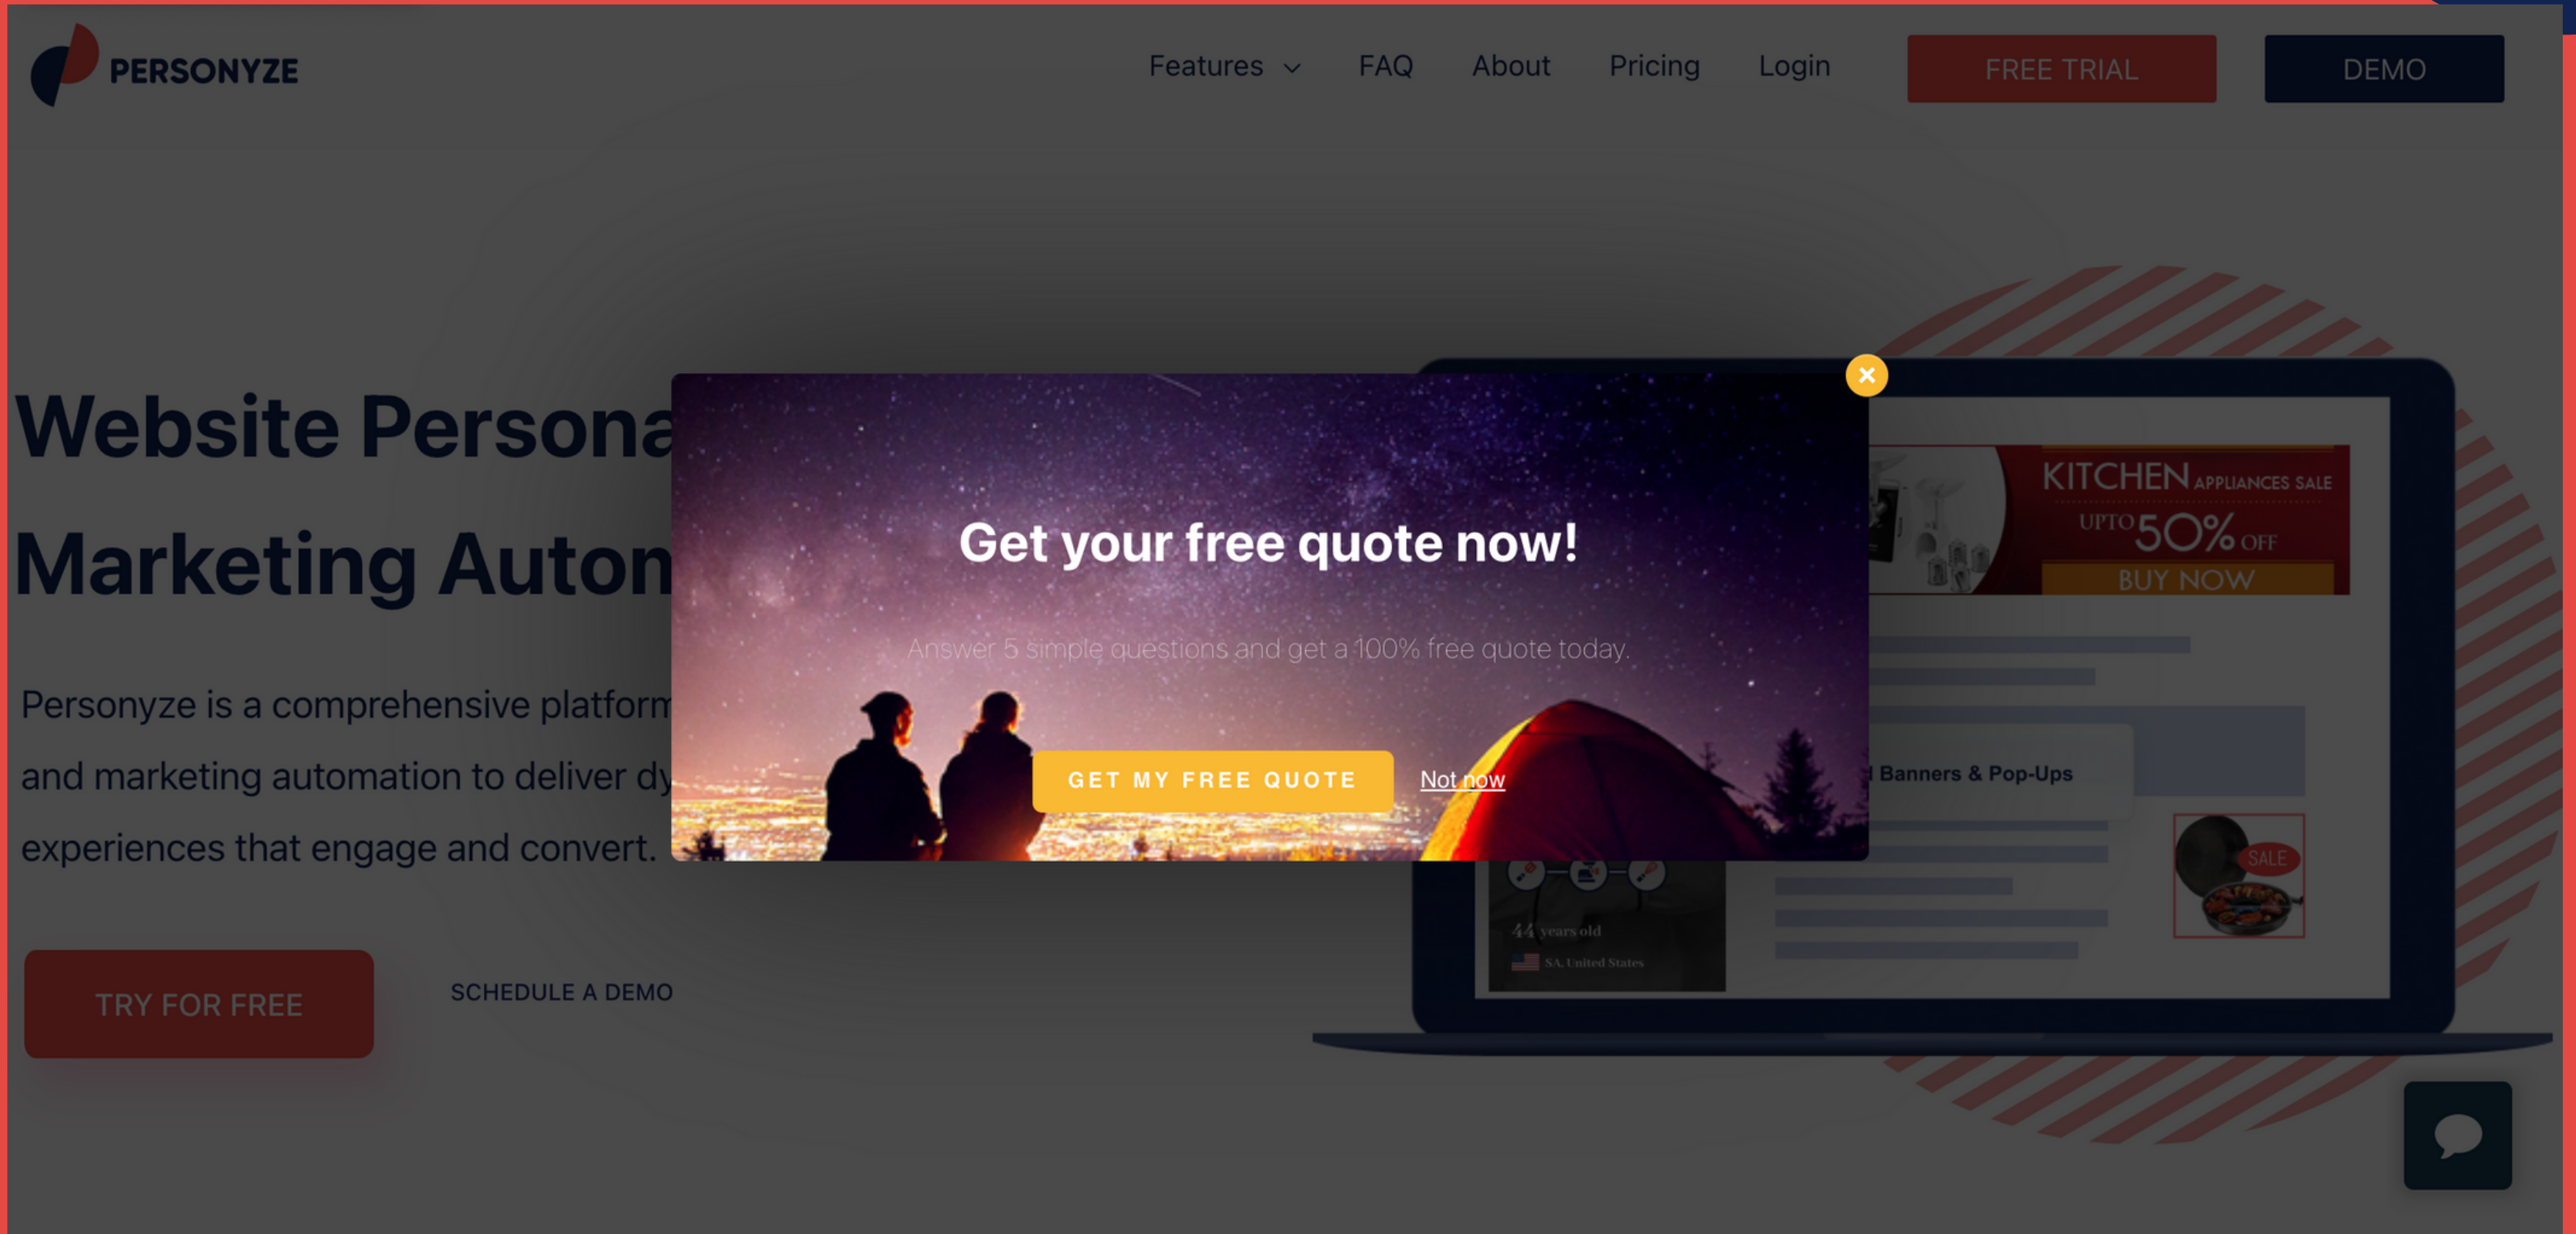 PERSONYZE
Features
FAQ
About
Pricing
Login
FREE TRIAL
DEMO
Website Persona
Marketing Auton
Personyze is a comprehensive platform
and marketing automation to deliver dy
experiences that engage and convert.
TRY FOR FREE
SCHEDULE A DEMO
Get your free quote now!
Answer 5 simple questions and get a 100% free quote today.
GET MY FREE QUOTE
Not now
KITCHEN APPLIANCES SALE
UPTO 50% OFF
BUY NOW
Banners & Pop-Ups
SALE
44 years old
SA, United States